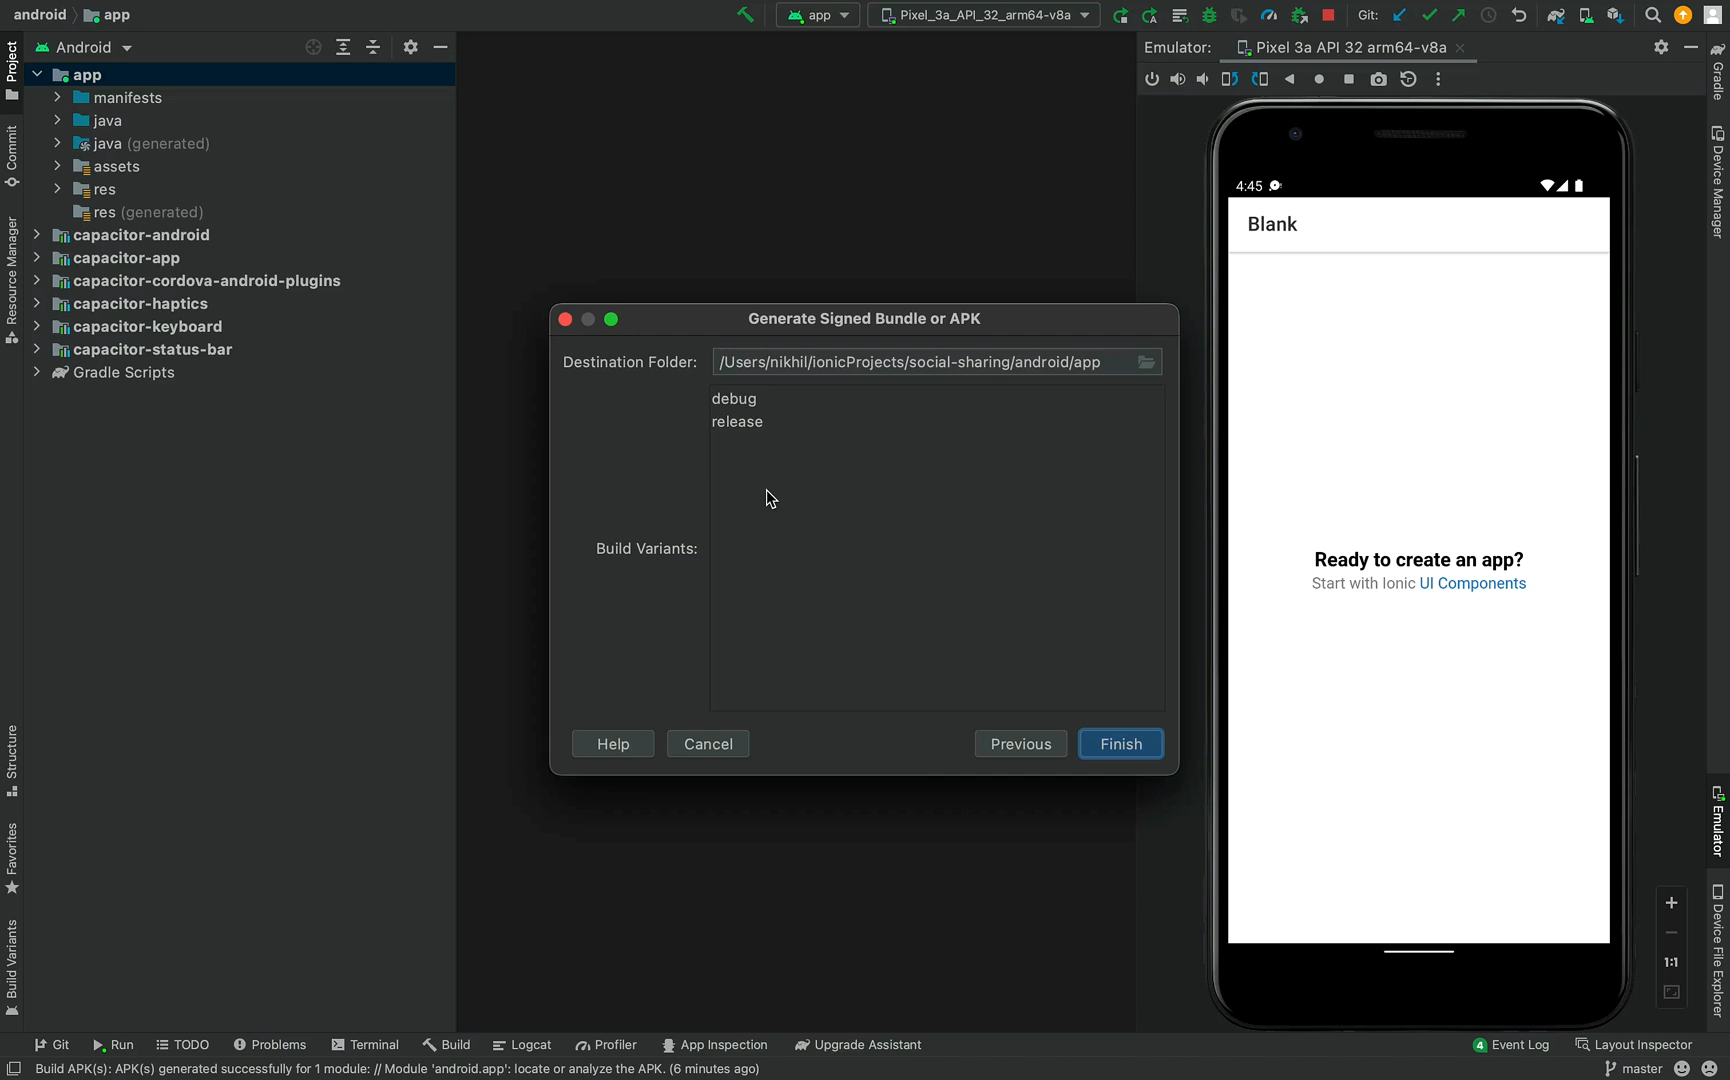 android
app
app
Pixel_3a_API_32_arm64-v8a
Git:
Project
Commit
Resource Manager
Structure
Favorites
Build Variants
Android
app
manifests
java
java (generated)
assets
res
res (generated)
capacitor-android
capacitor-app
capacitor-cordova-android-plugins
capacitor-haptics
capacitor-keyboard
capacitor-status-bar
Gradle Scripts
Generate Signed Bundle or APK
Destination Folder: /Users/nikhil/ionicProjects/social-sharing/android/app
debug
release
Build Variants:
Help
Cancel
Previous
Finish
Emulator:
Pixel 3a API 32 arm64-v8a
4:45
Blank
Ready to create an app?
Start with Ionic UI Components
1:1
Gradle
Device Manager
Emulator
Device File Explorer
Git
Run
TODO
Problems
Terminal
Build
Logcat
Profiler
App Inspection
Upgrade Assistant
4 Event Log
Layout Inspector
Build APK(s): APK(s) generated successfully for 1 module: // Module 'android.app': locate or analyze the APK. (6 minutes ago)
master